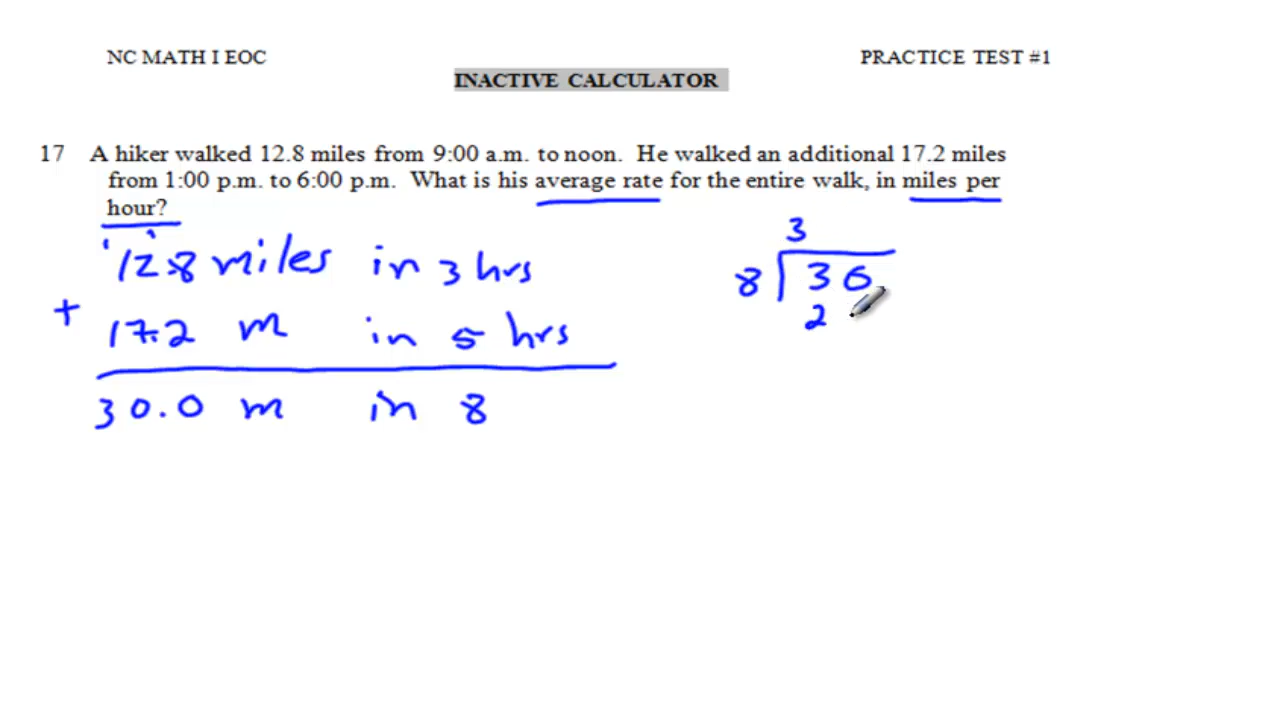 NC MATH I EOC PRACTICE TEST #1
INACTIVE CALCULATOR
17 A hiker walked 12.8 miles from 9:00 a.m. to noon. He walked an additional 17.2 miles
from 1:00 p.m. to 6:00 p.m. What is his average rate for the entire walk, in miles per
hour?
3
12.8 miles in 3 hrs
8 30
2
+
17.2 m in 5 hrs
30.0 m in 8